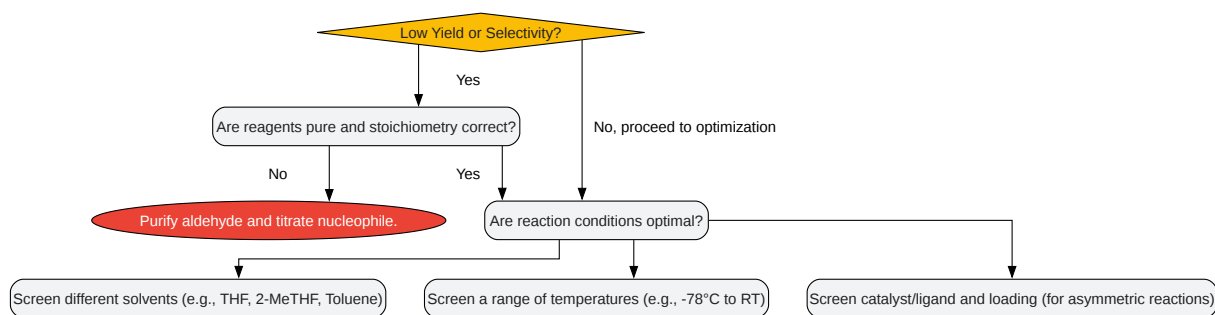 Low Yield or Selectivity?
Yes
Are reagents pure and stoichiometry correct?
No, proceed to optimization
No
Yes
Purify aldehyde and titrate nucleophile.
Are reaction conditions optimal?
Screen different solvents (e.g., THF, 2-MeTHF, Toluene)
Screen a range of temperatures (e.g., -78°C to RT)
Screen catalyst/ligand and loading (for asymmetric reactions)